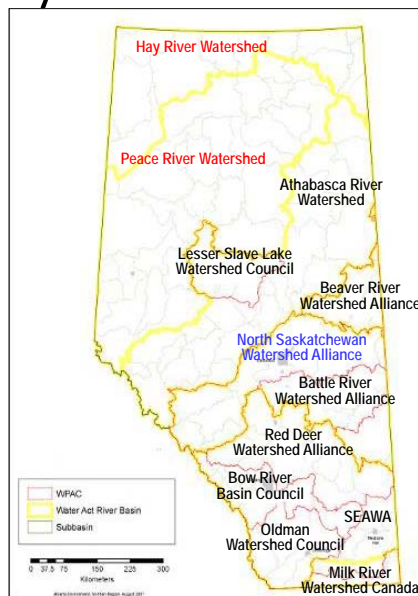 Hay River Watershed
Peace River Watershed
Athabasca River
Watershed
Lesser Slave Lake
Watershed Council
Beaver River
Watershed Alliance
North Saskatchewan
Watershed Alliance
Battle River
Watershed Alliance
Red Deer
Watershed Alliance
Bow River
Basin Council
SEAWA
Oldman
Watershed Council
Milk River
Watershed Canada
WPAC
Water Act River Basin
Subbasin
0 37.5 75 150 225 300
Kilometers